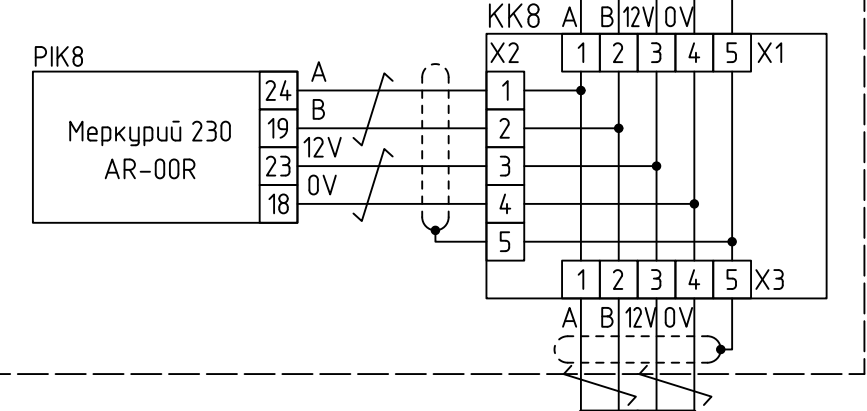 KK8 A B 12V 0V
PIK8
X2 1 2 3 4 5 X1
24 A 1
Меркурий 230
AR-00R
19 B 2
23 12V 3
18 0V 4
5
1 2 3 4 5 X3
A B 12V 0V